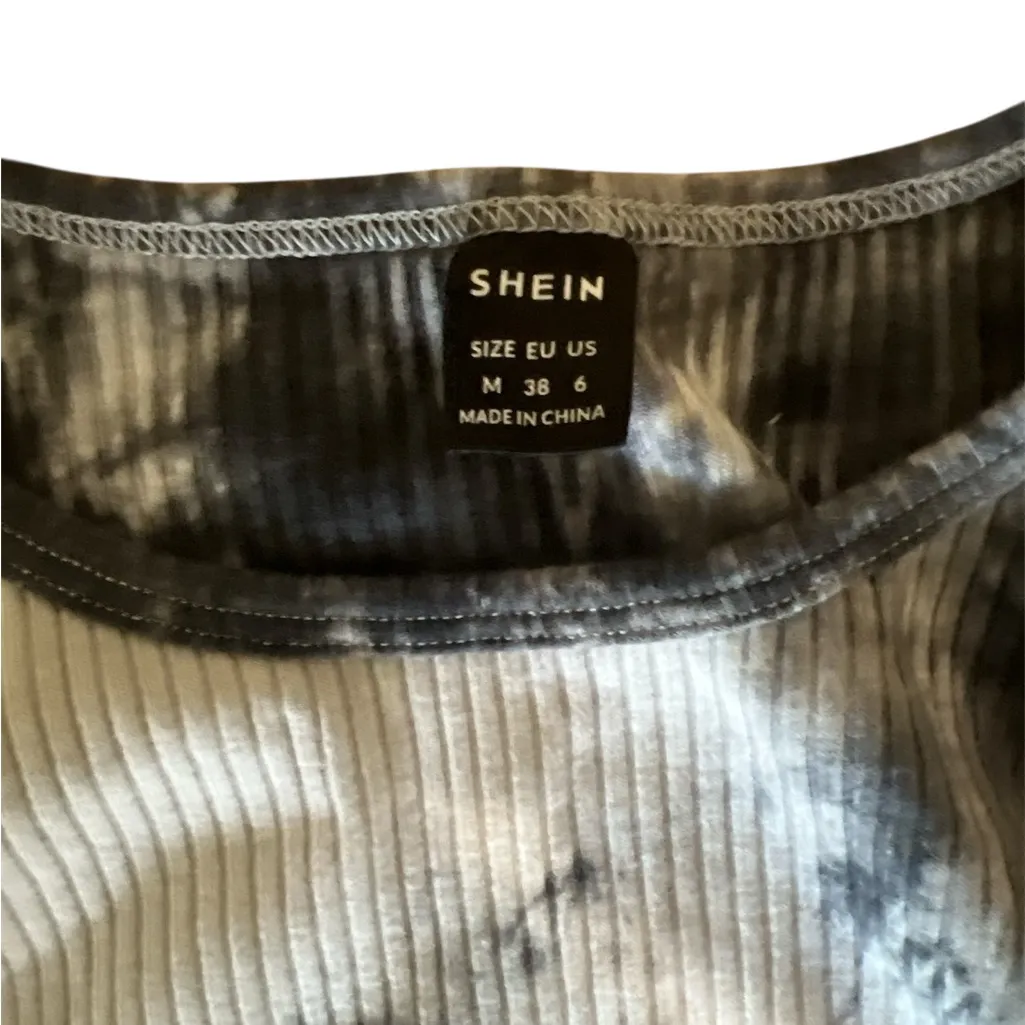 SHEIN
SIZE EU US
M 38 6
MADE IN CHINA